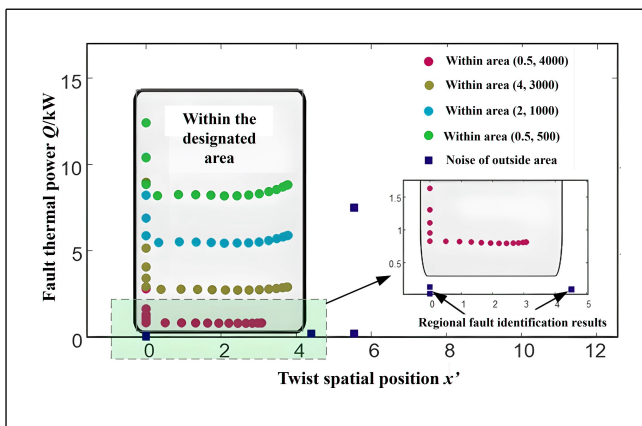 Fault thermal power Q/kW
15
10
5
0
0
2
4
6
8
10
12
Twist spatial position x’
Within the
designated
area
Within area (0.5, 4000)
Within area (4, 3000)
Within area (2, 1000)
Within area (0.5, 500)
Noise of outside area
1.5
1
0.5
0
1
2
3
4
5
Regional fault identification results